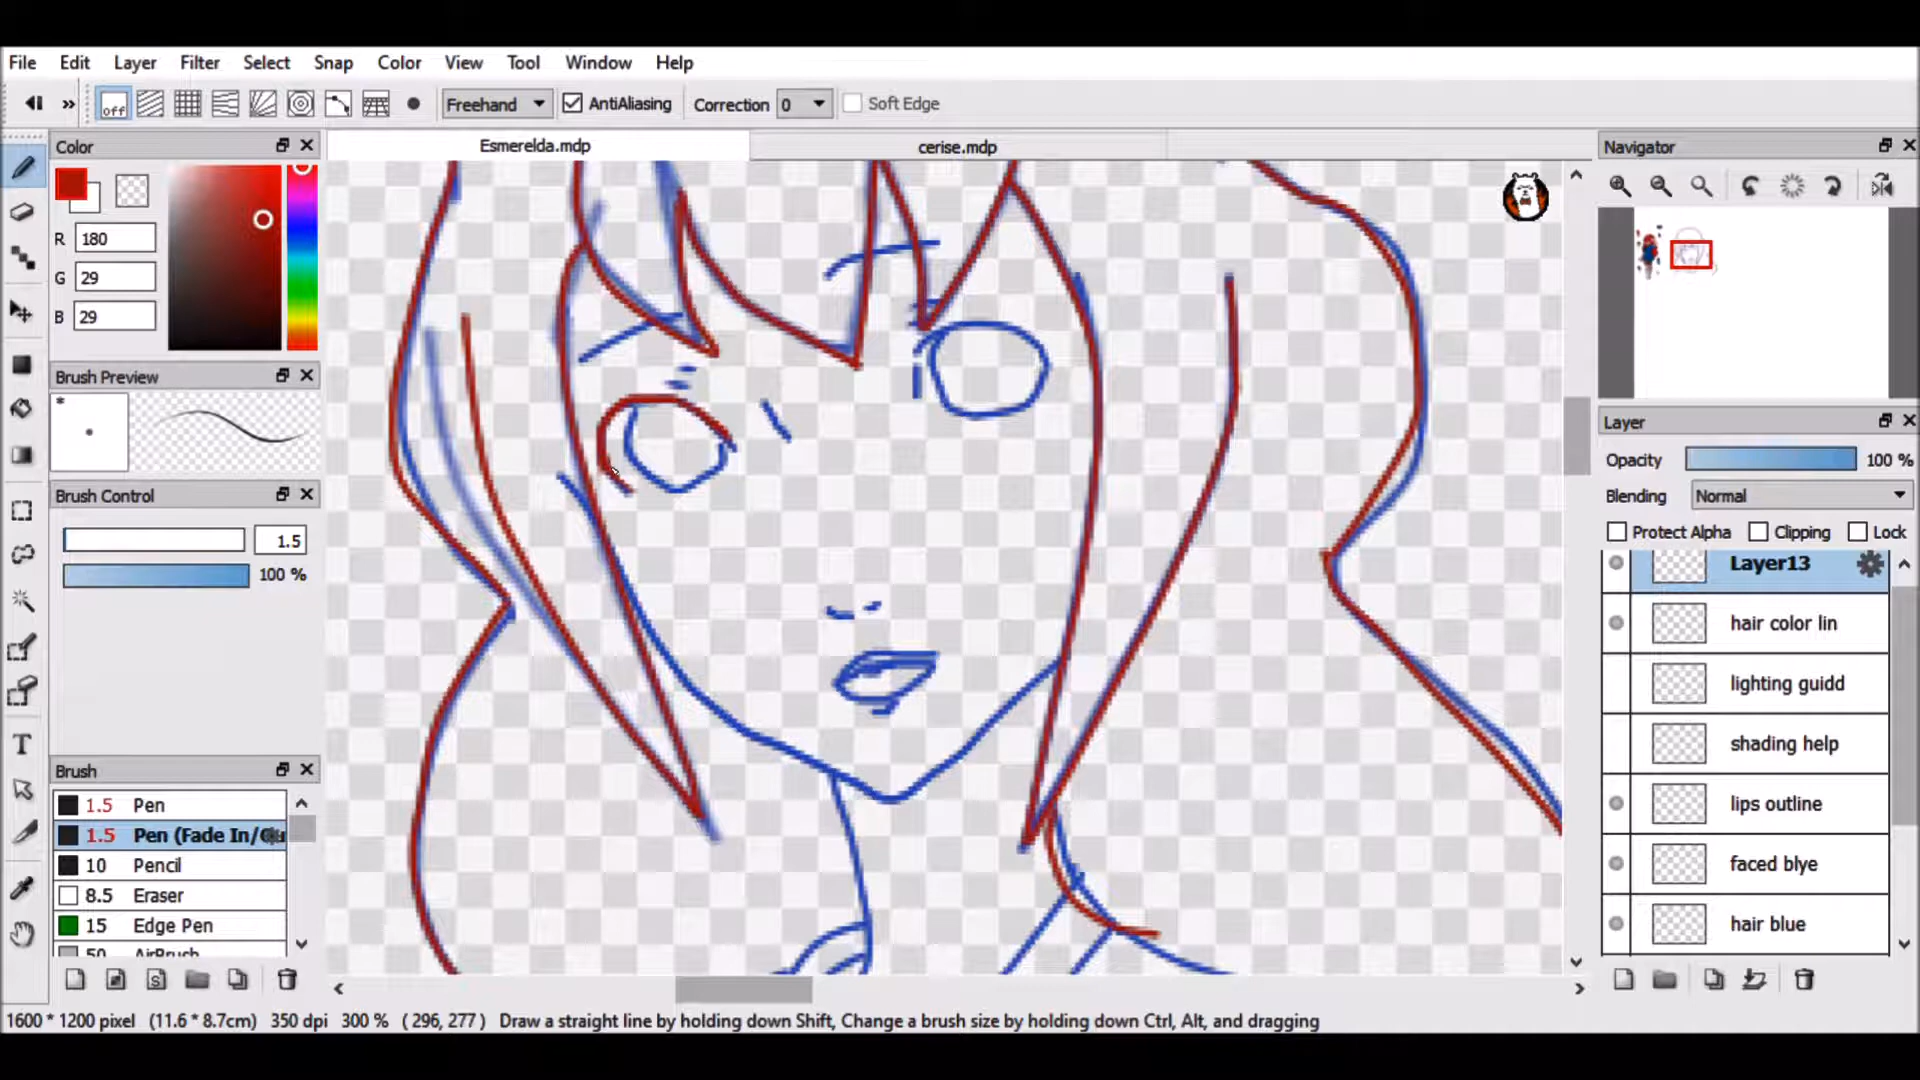 File Edit Layer Filter Select Snap Color View Tool Window Help
off Freehand AntiAliasing Correction 0 Soft Edge
Color
Esmerelda.mdp
cerise.mdp
Navigator
R 180
G 29
B 29
Brush Preview
*
Layer
Opacity 100 %
Brush Control
Blending Normal
Protect Alpha Clipping Lock
1.5
100 %
Layer13
hair color lin
lighting guidd
shading help
Brush
1.5 Pen
lips outline
1.5 Pen (Fade In/Ou
10 Pencil
faced blye
8.5 Eraser
15 Edge Pen
hair blue
50 AirBrush
T
1600 * 1200 pixel (11.6 * 8.7cm) 350 dpi 300 % ( 296, 277 ) Draw a straight line by holding down Shift, Change a brush size by holding down Ctrl, Alt, and dragging